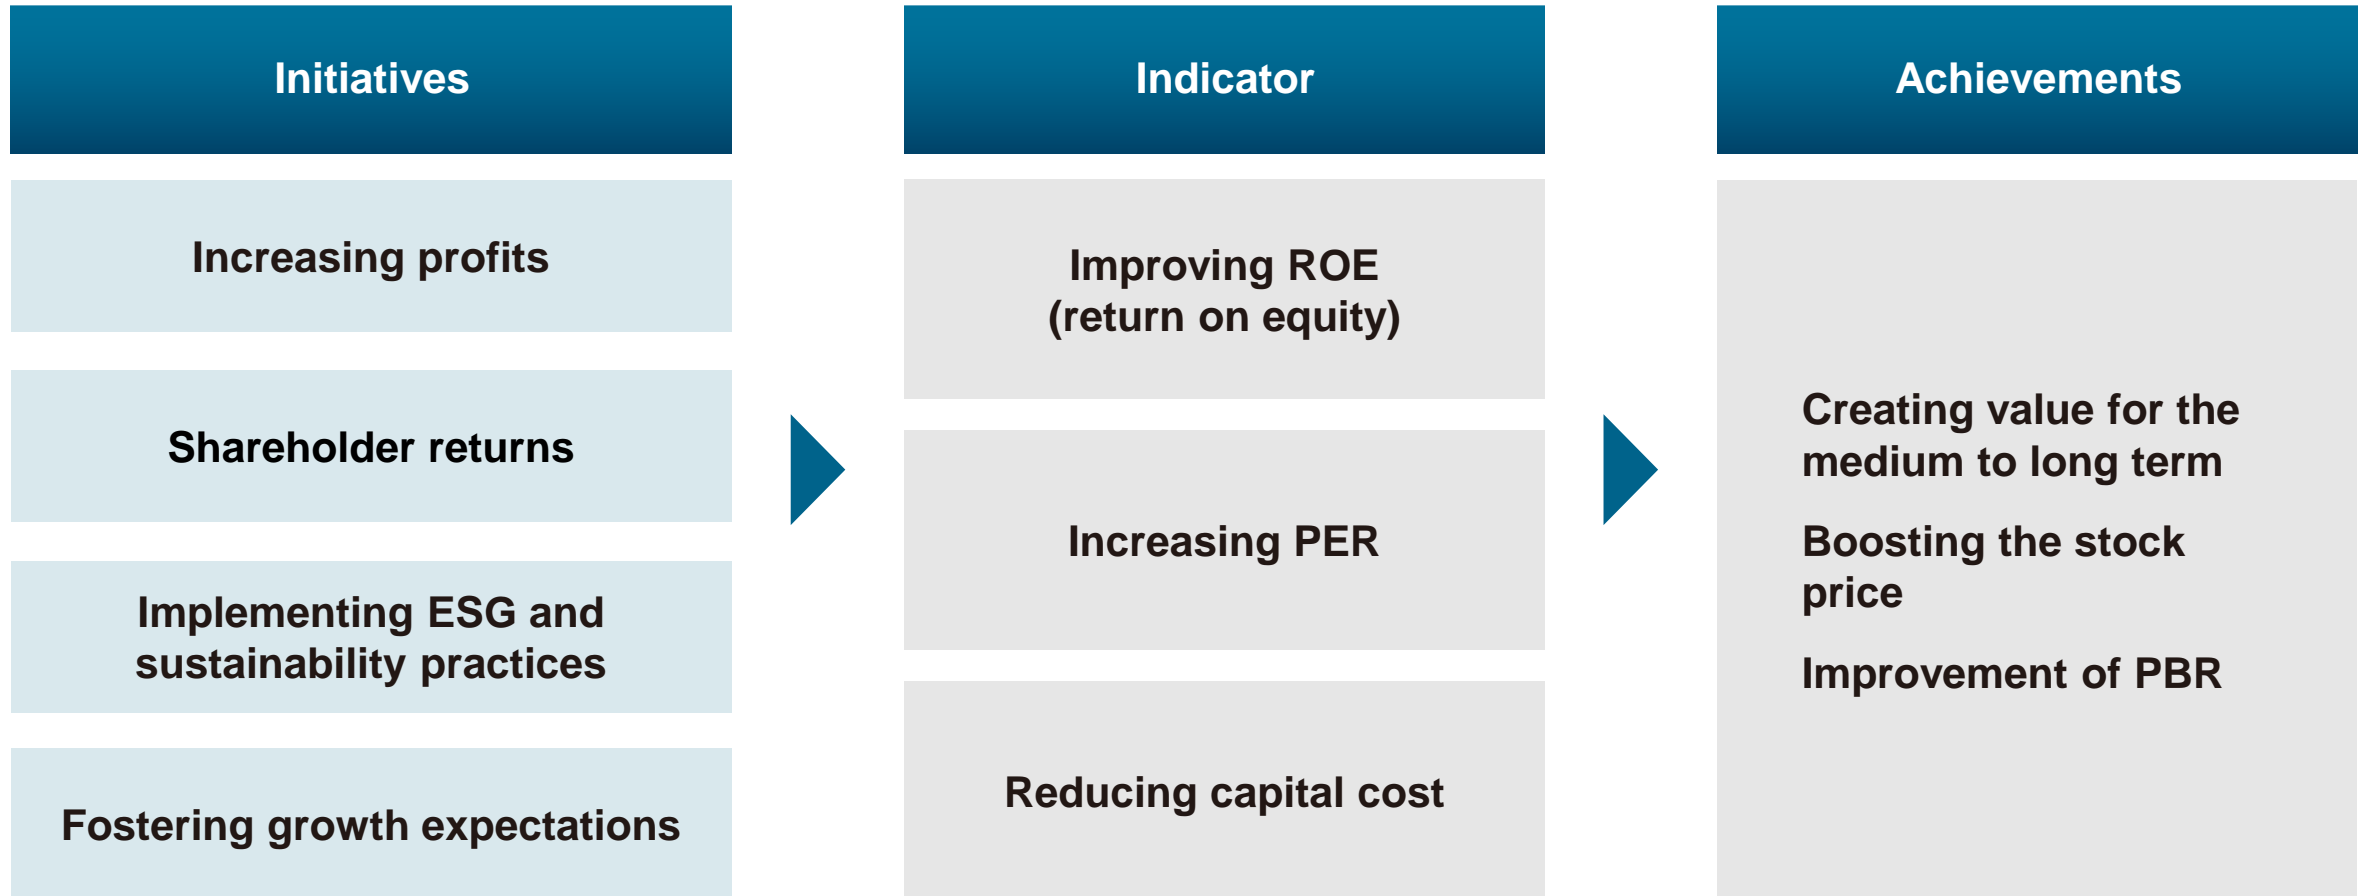 Initiatives
Increasing profits
Shareholder returns
Implementing ESG and
sustainability practices
Fostering growth expectations
Indicator
Improving ROE
(return on equity)
Increasing PER
Reducing capital cost
Achievements
Creating value for the
medium to long term
Boosting the stock
price
Improvement of PBR